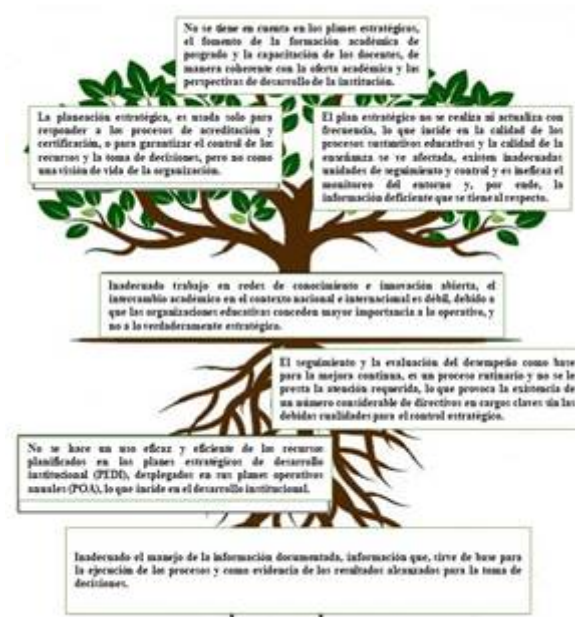 No se tiene en cuenta en los planes estratégicos,
el fomento de la formación académica de
posgrado y la capacitación de los docentes, de
manera coherente con la oferta académica y las
perspectivas de desarrollo de la institución.
La planeación estratégica, es usada solo para
responder a los procesos de acreditación y
certificación, o para garantizar el control de los
recursos y la toma de decisiones, pero no como
una visión de vida de la organización.
El plan estratégico no se realiza ni actualiza con
frecuencia, lo que incide en la calidad de los
procesos sustantivos educativos y la calidad de la
enseñanza se ve afectada, existen inadecuadas
unidades de seguimiento y control y es ineficaz el
monitoreo del entorno y, por ende, la
información deficiente que se tiene al respecto.
Inadecuado trabajo en redes de conocimiento e innovación abierta, el
intercambio académico en el contexto nacional e internacional es débil, debido a
que las organizaciones educativas conceden mayor importancia a lo operativo, y
no a lo verdaderamente estratégico.
El seguimiento y la evaluación del desempeño como base
para la mejora continua, es un proceso rutinario y no se le
presta la atención requerida, lo que provoca la existencia de
un número considerable de directivos en cargos claves sin las
debidas cualidades para el control estratégico.
No se hace un uso eficaz y eficiente de los recursos
planificados en los planes estratégicos de desarrollo
institucional (PEDI), desplegados en sus planes operativos
anuales (POA), lo que incide en el desarrollo institucional.
Inadecuado el manejo de la información documentada, información que, sirve de base para
la ejecución de los procesos y como evidencia de los resultados alcanzados para la toma de
decisiones.